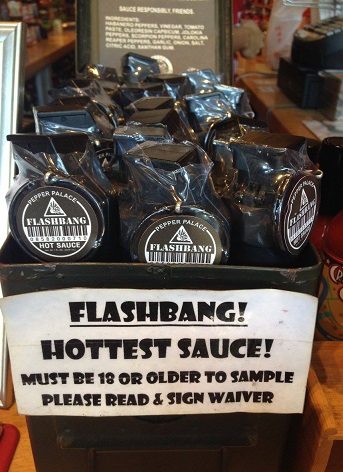 SAUCE RESPONSIBLY, FRIENDS.
INGREDIENTS:
HABANERO PEPPERS, VINEGAR, TOMATO
PASTE, OLEORESIN CAPSICUM, JOLOKIA
PEPPERS, SCORPION PEPPERS, CAROLINA
REAPER PEPPERS, GARLIC, ONION, SALT,
CITRIC ACID, XANTHAN GUM.
PEPPER PALACE
FLASHBANG
HOT SAUCE
PEPPER PALACE
FLASHBANG
FLASHBANG
FLASHBANG!
HOTTEST SAUCE!
MUST BE 18 OR OLDER TO SAMPLE
PLEASE READ & SIGN WAIVER